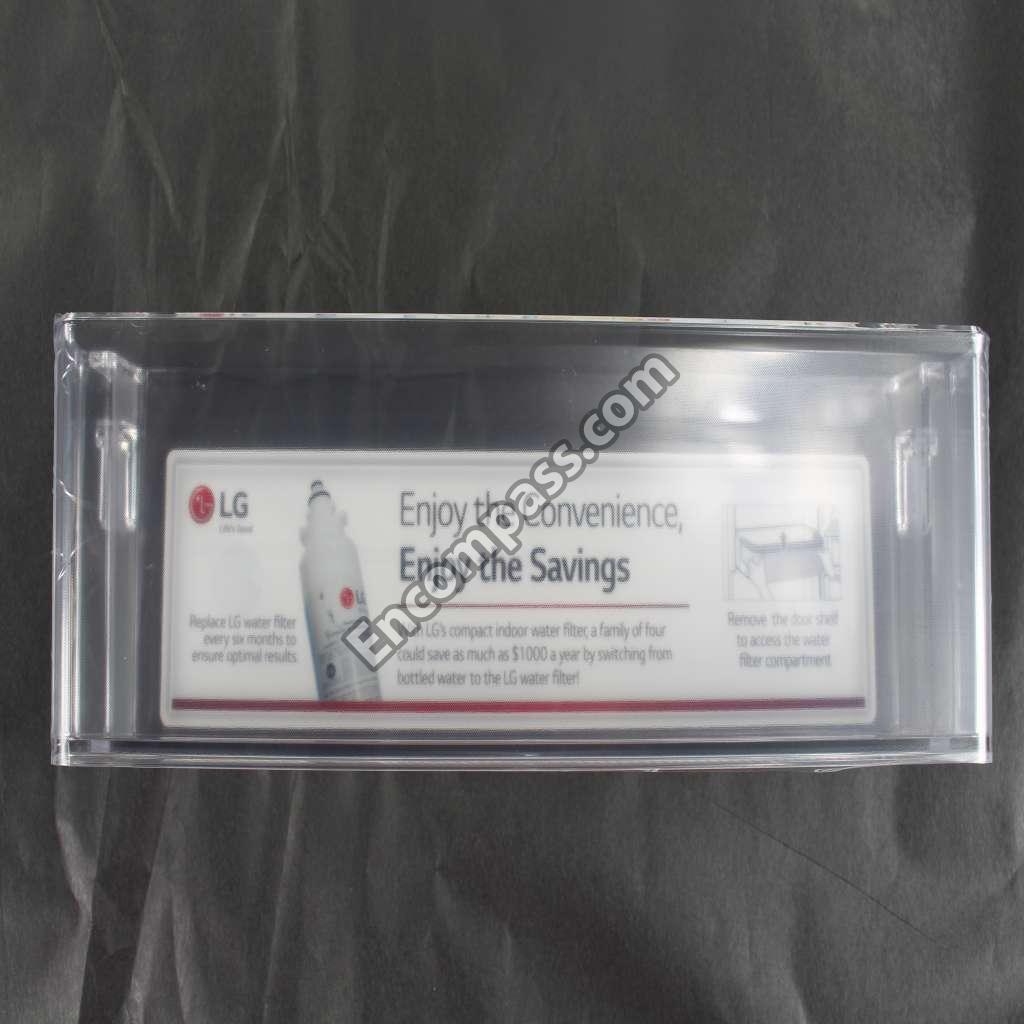 LG
Life's Good
Replace LG water filter
every six months to
ensure optimal results.
LG
Enjoy the Convenience,
Enjoy the Savings
With LG's compact indoor water filter, a family of four
could save as much as $1000 a year by switching from
bottled water to the LG water filter!
Remove the door shelf
to access the water
filter compartment
Encompass.com